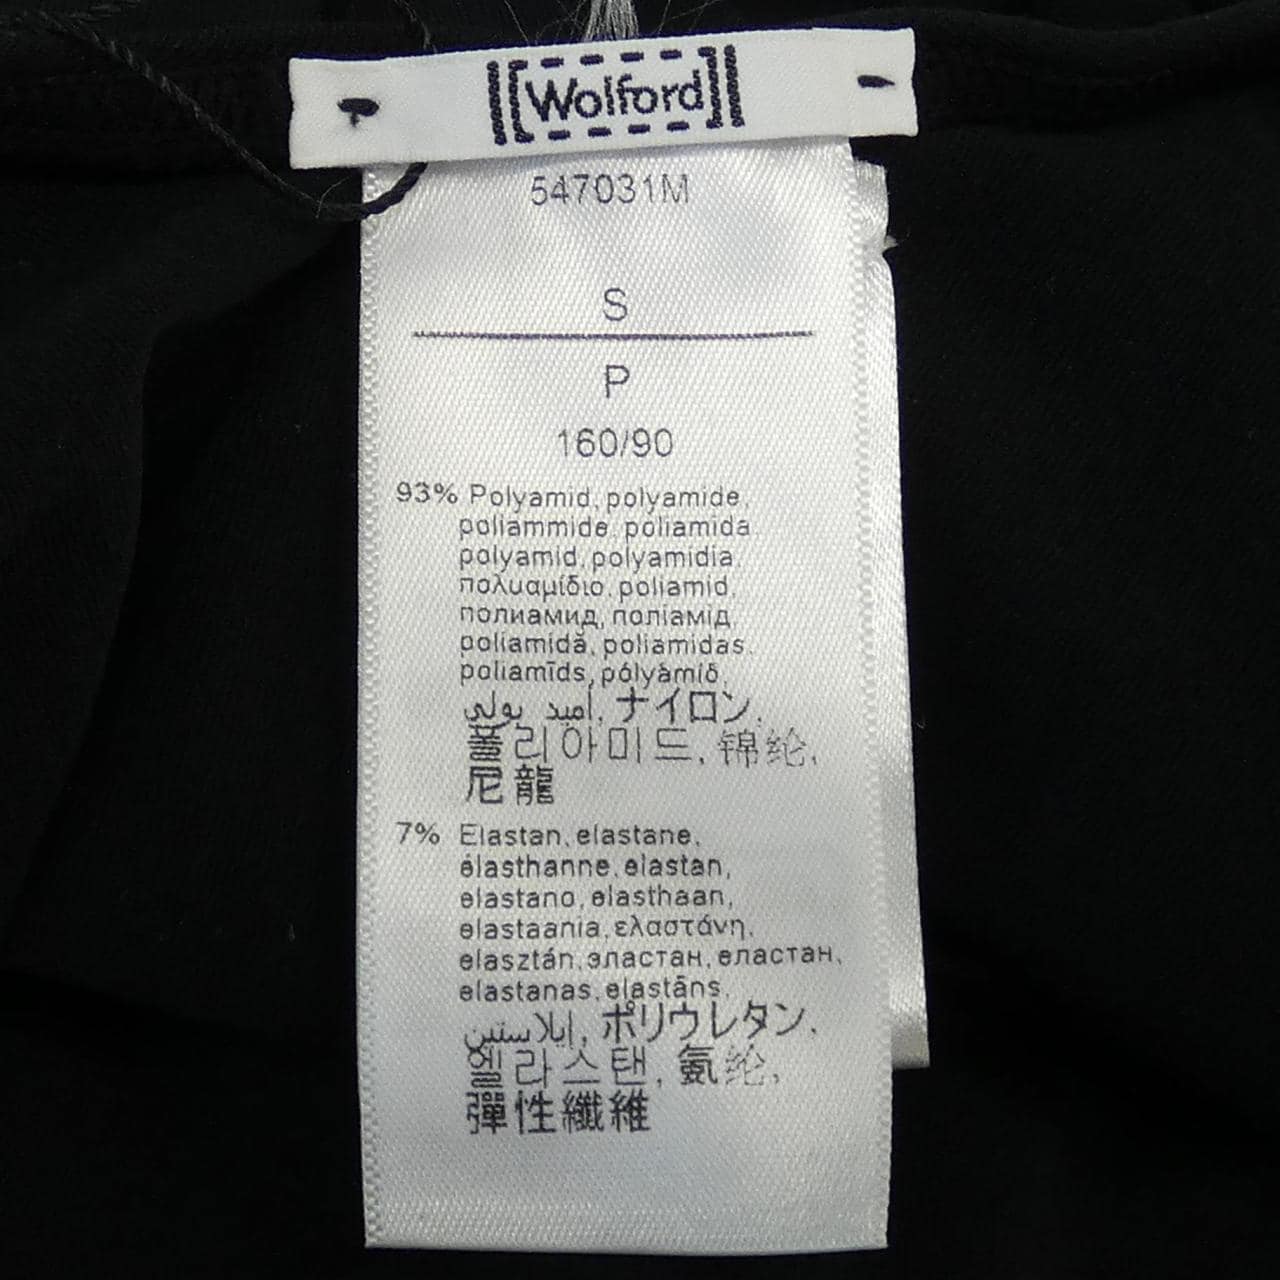 Wolford
547031M
S
P
160/90
93% Polyamid, polyamide,
poliammide, poliamida,
polyamid, polyamidia,
πολυαμίδιο, poliamid,
полиамид, поліамід,
poliamidă, poliamidas,
poliamīds, pólýamíð,
امید بولي, ナイロン,
폴리아미드, 锦纶,
尼龍
7% Elastan, elastane,
élasthanne, elastan,
elastano, elasthaan,
elastaania, ελαστάνη,
elasztán, эластан, еластан,
elastanas, elastāns,
إيلاستين, ポリウレタン,
엘라스탠, 氨纶,
彈性纖維